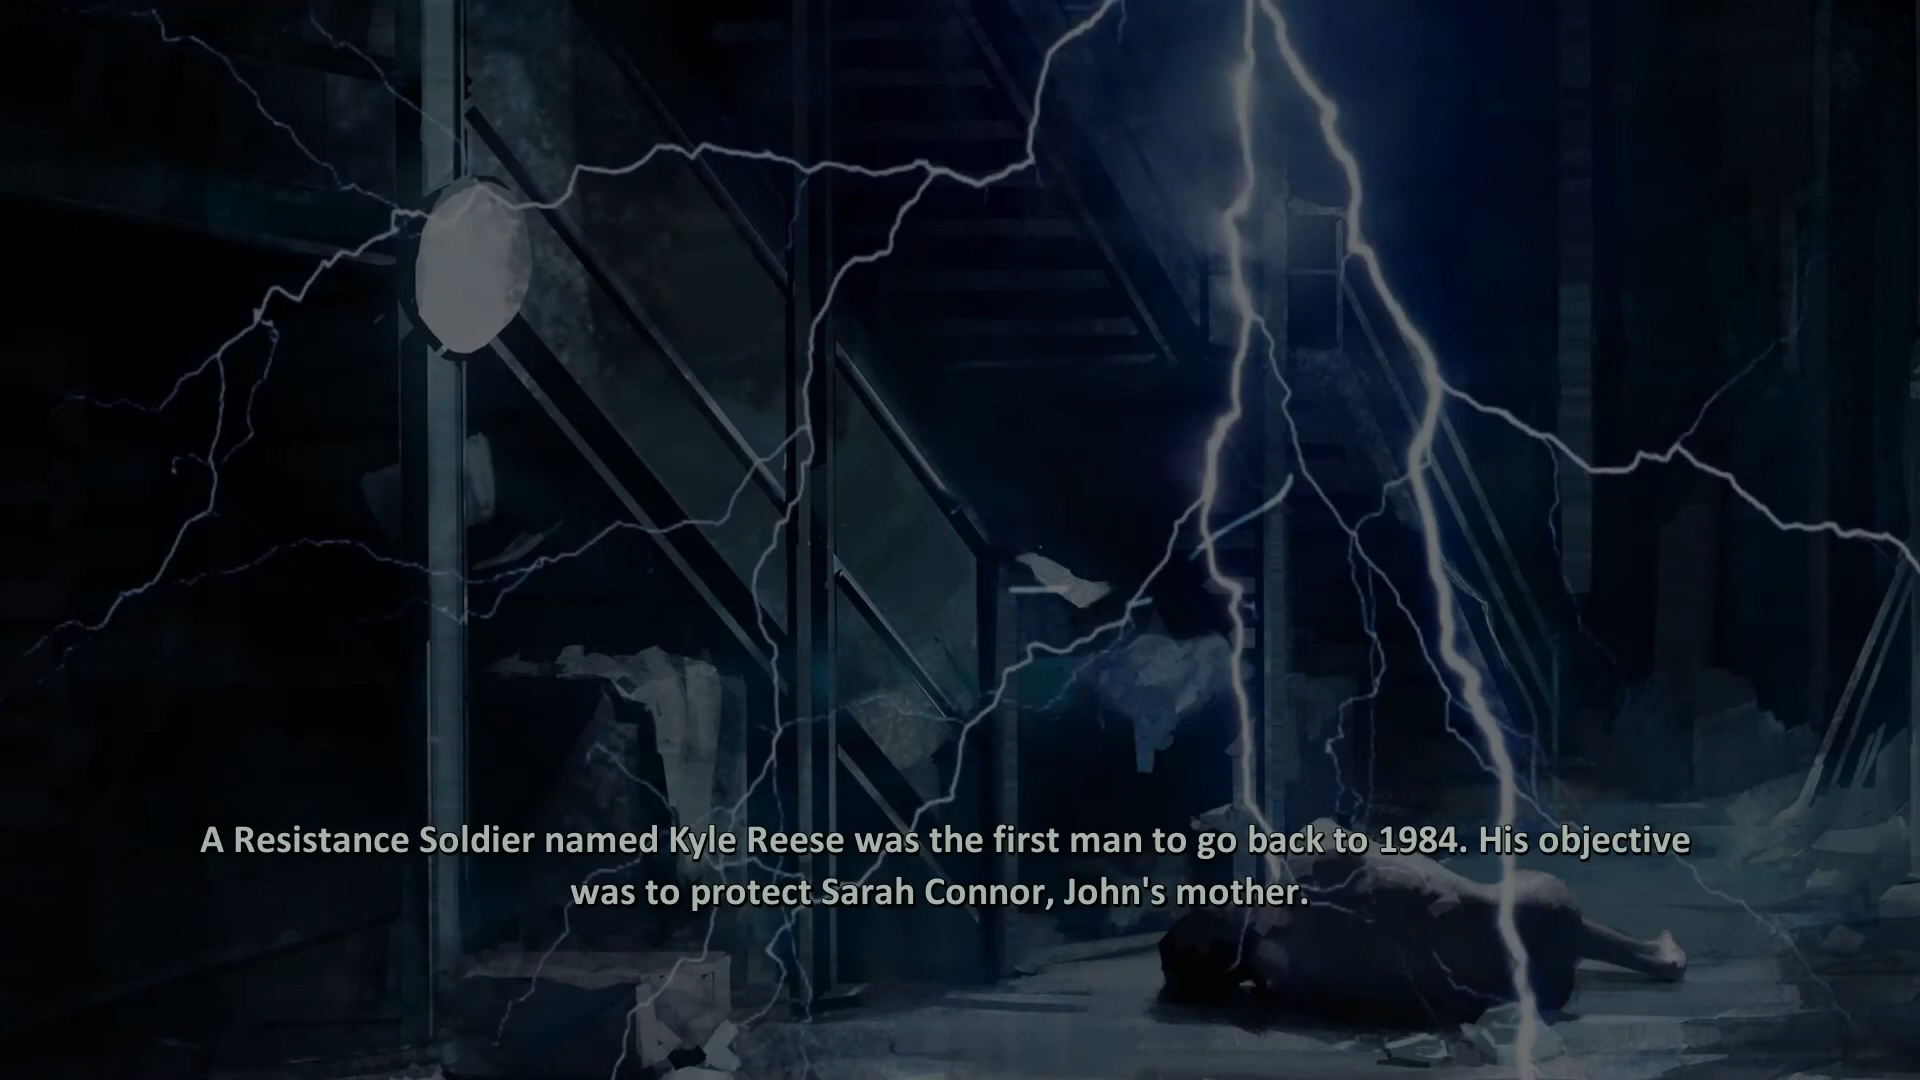 A Resistance Soldier named Kyle Reese was the first man to go back to 1984. His objective
was to protect Sarah Connor, John's mother.